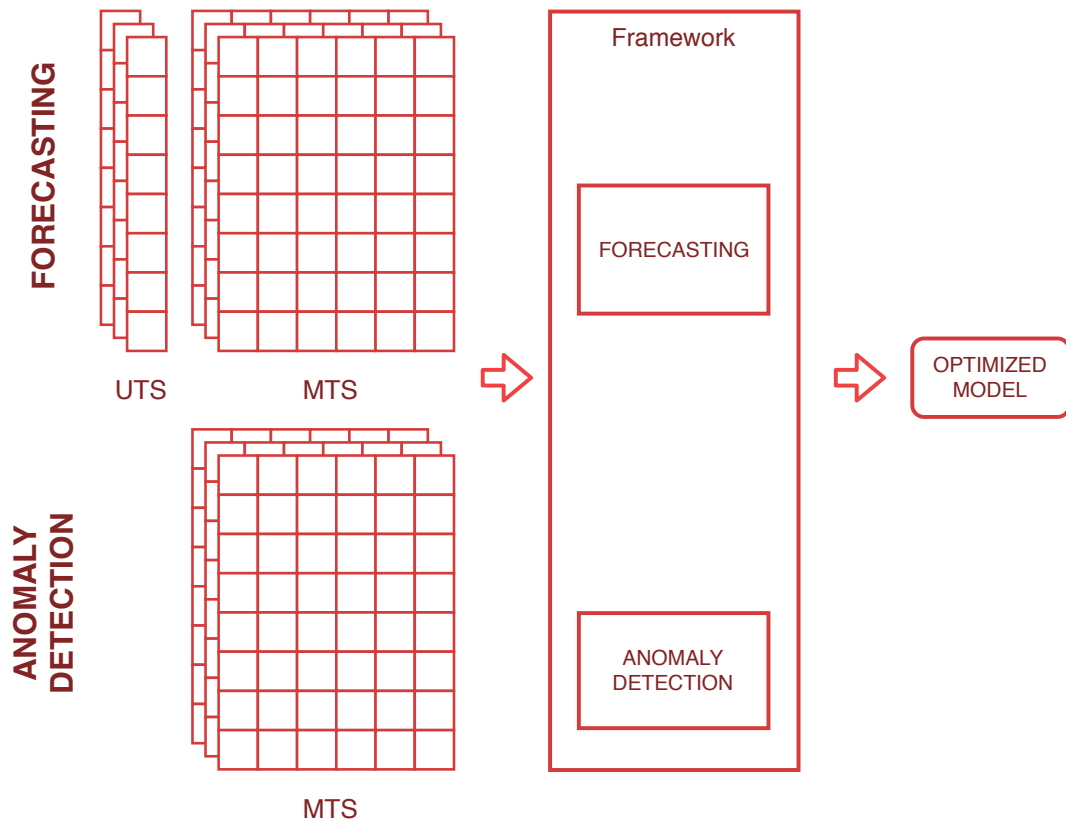 FORECASTING
UTS
MTS
ANOMALY
DETECTION
MTS
Framework
FORECASTING
ANOMALY
DETECTION
OPTIMIZED
MODEL